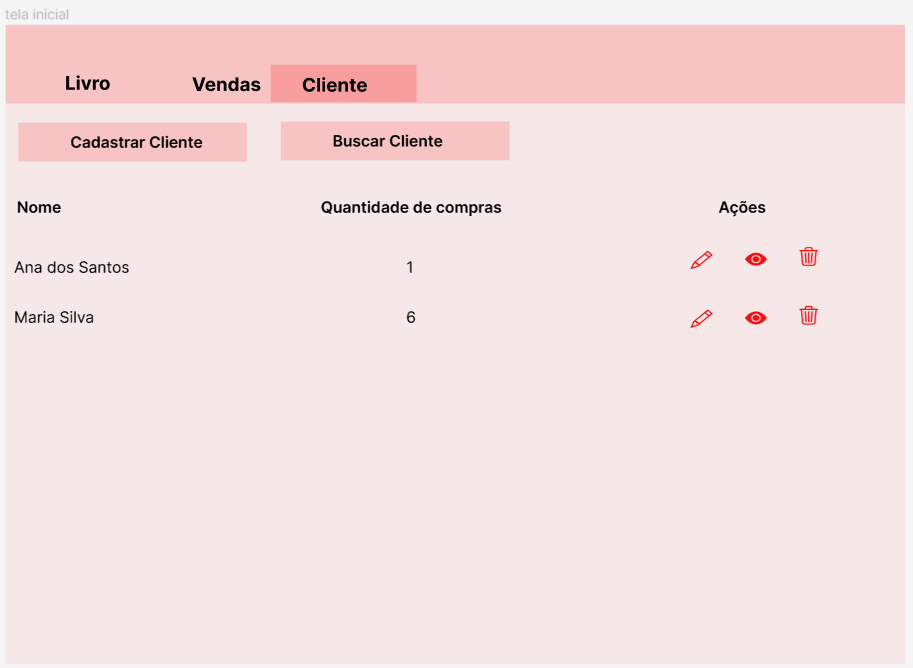 tela inicial
Livro Vendas Cliente
Cadastrar Cliente Buscar Cliente
Nome Quantidade de compras Ações
Ana dos Santos 1
Maria Silva 6